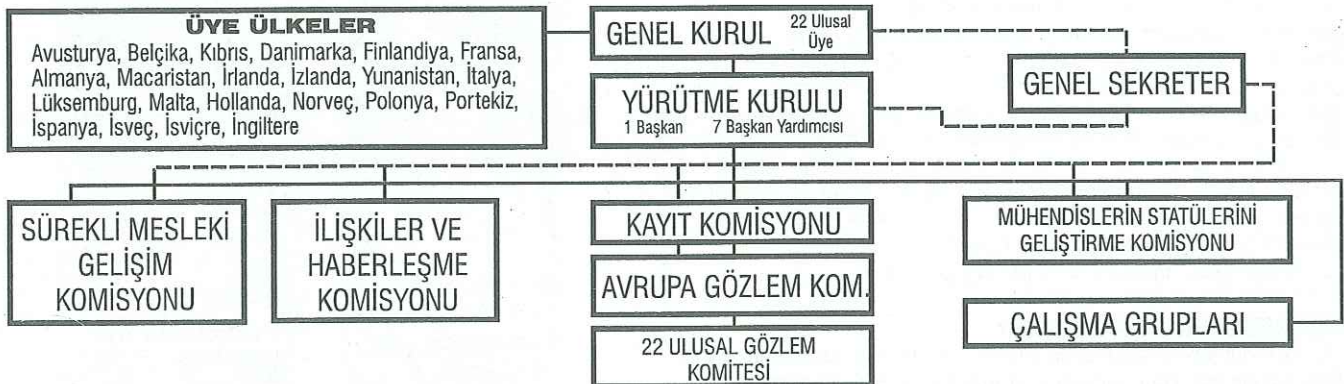 ÜYE ÜLKELER
Avusturya, Belçika, Kıbrıs, Danimarka, Finlandiya, Fransa,
Almanya, Macaristan, İrlanda, İzlanda, Yunanistan, İtalya,
Lüksemburg, Malta, Hollanda, Norveç, Polonya, Portekiz,
İspanya, İsveç, İsviçre, İngiltere
GENEL KURUL 22 Ulusal
Üye
YÜRÜTME KURULU
1 Başkan 7 Başkan Yardımcısı
GENEL SEKRETER
SÜREKLİ MESLEKİ
GELİŞİM
KOMİSYONU
İLİŞKİLER VE
HABERLEŞME
KOMİSYONU
KAYIT KOMİSYONU
AVRUPA GÖZLEM KOM.
22 ULUSAL GÖZLEM
KOMİTESİ
MÜHENDİSLERİN STATÜLERİNİ
GELİŞTİRME KOMİSYONU
ÇALIŞMA GRUPLARI